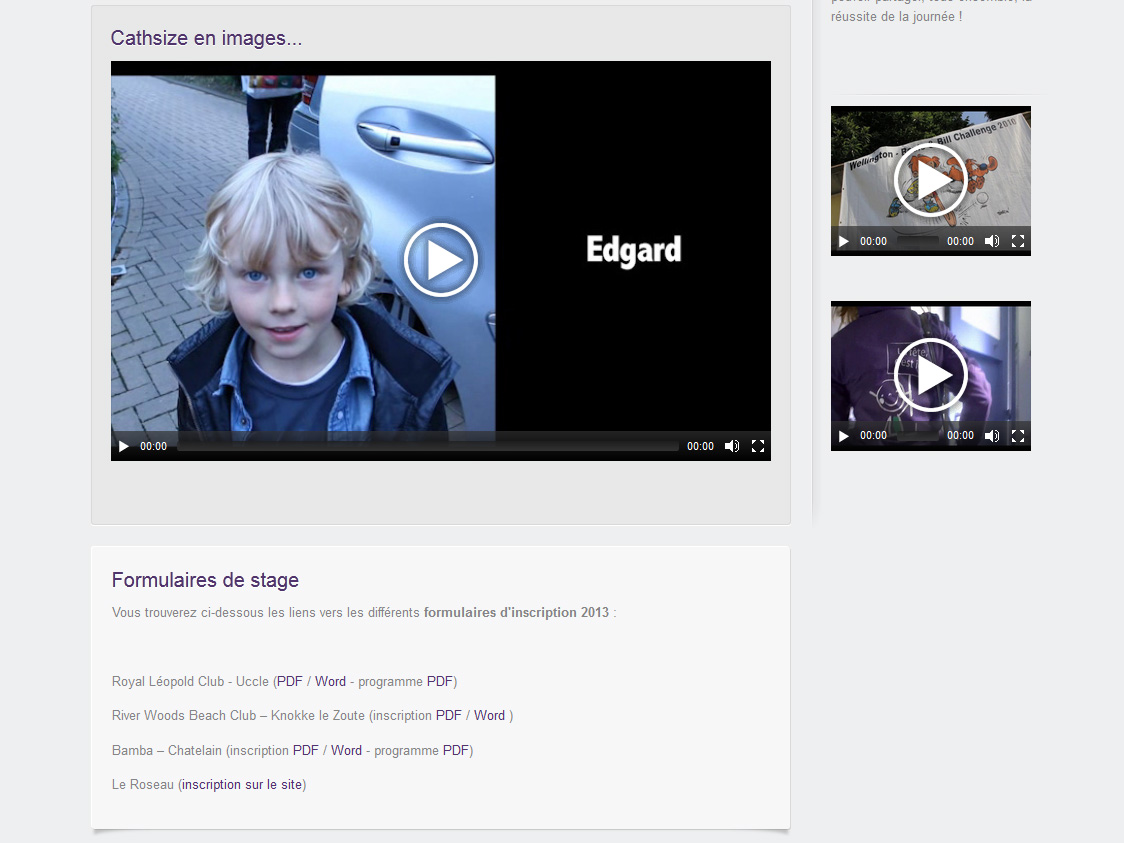 Cathsize en images...
Edgard
00:00
00:00
Formulaires de stage
Vous trouverez ci-dessous les liens vers les différents formulaires d'inscription 2013 :
Royal Léopold Club - Uccle (PDF / Word - programme PDF)
River Woods Beach Club – Knokke le Zoute (inscription PDF / Word )
Bamba – Chatelain (inscription PDF / Word - programme PDF)
Le Roseau (inscription sur le site)
réussite de la journée !
Wellington - Bill Challenge 2010
00:00
00:00
00:00
00:00